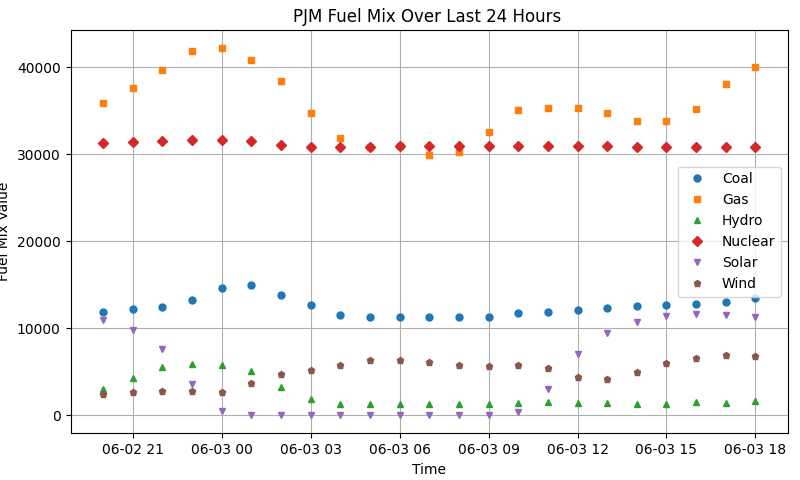 PJM Fuel Mix Over Last 24 Hours
40000
30000
20000
10000
0
Fuel Mix Value
Coal
Gas
Hydro
Nuclear
Solar
Wind
06-02 21 06-03 00 06-03 03 06-03 06 06-03 09 06-03 12 06-03 15 06-03 18
Time